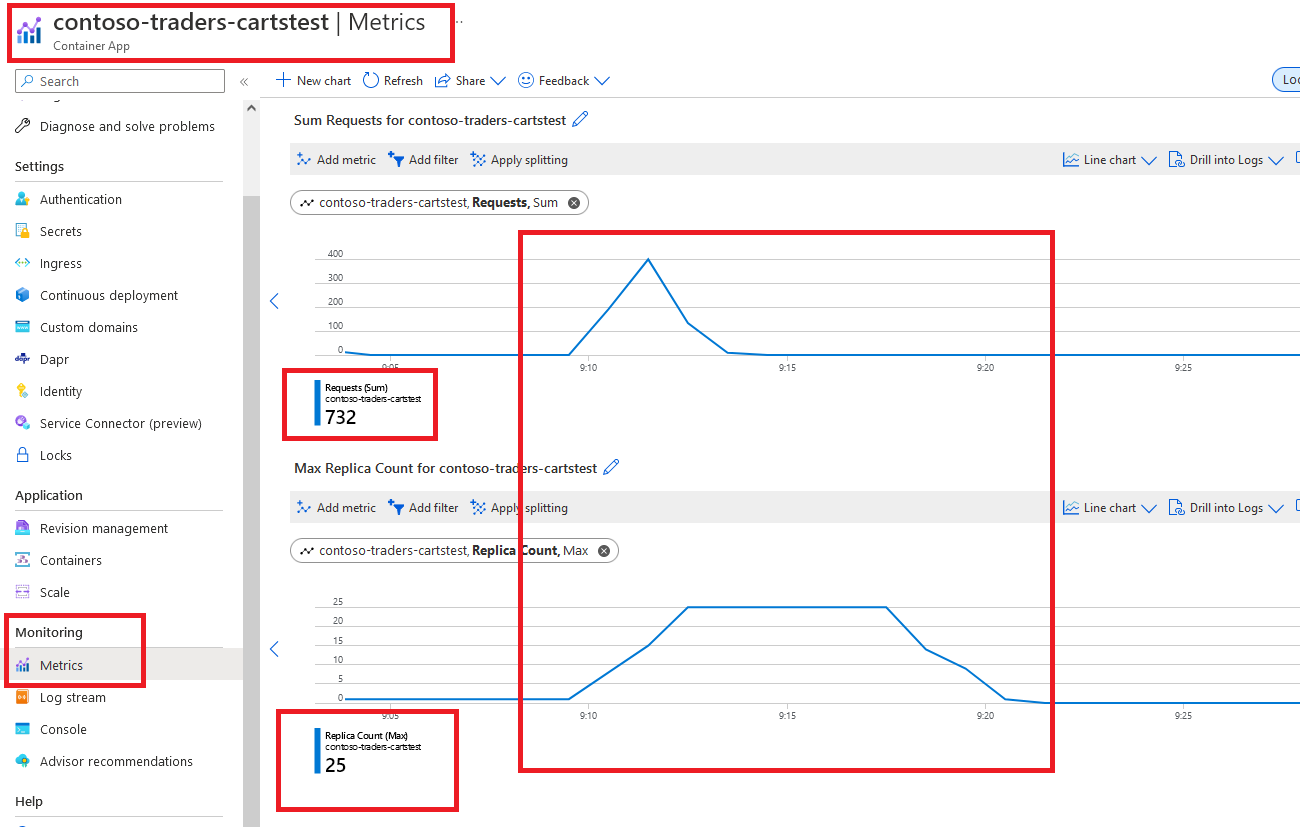 contoso-traders-cartstest | Metrics
Container App
Search
New chart
Refresh
Share
Feedback
Diagnose and solve problems
Settings
Authentication
Secrets
Ingress
Continuous deployment
Custom domains
Dapr
Identity
Service Connector (preview)
Locks
Application
Revision management
Containers
Scale
Monitoring
Metrics
Log stream
Console
Advisor recommendations
Help
Sum Requests for contoso-traders-cartstest
Add metric
Add filter
Apply splitting
Line chart
Drill into Logs
contoso-traders-cartstest, Requests, Sum
400
300
200
100
0
9:05
9:10
9:15
9:20
9:25
Requests (Sum)
contoso-traders-cartstest
732
Max Replica Count for contoso-traders-cartstest
Add metric
Add filter
Apply splitting
Line chart
Drill into Logs
contoso-traders-cartstest, Replica Count, Max
25
20
15
10
5
0
9:05
9:10
9:15
9:20
9:25
Replica Count (Max)
contoso-traders-cartstest
25